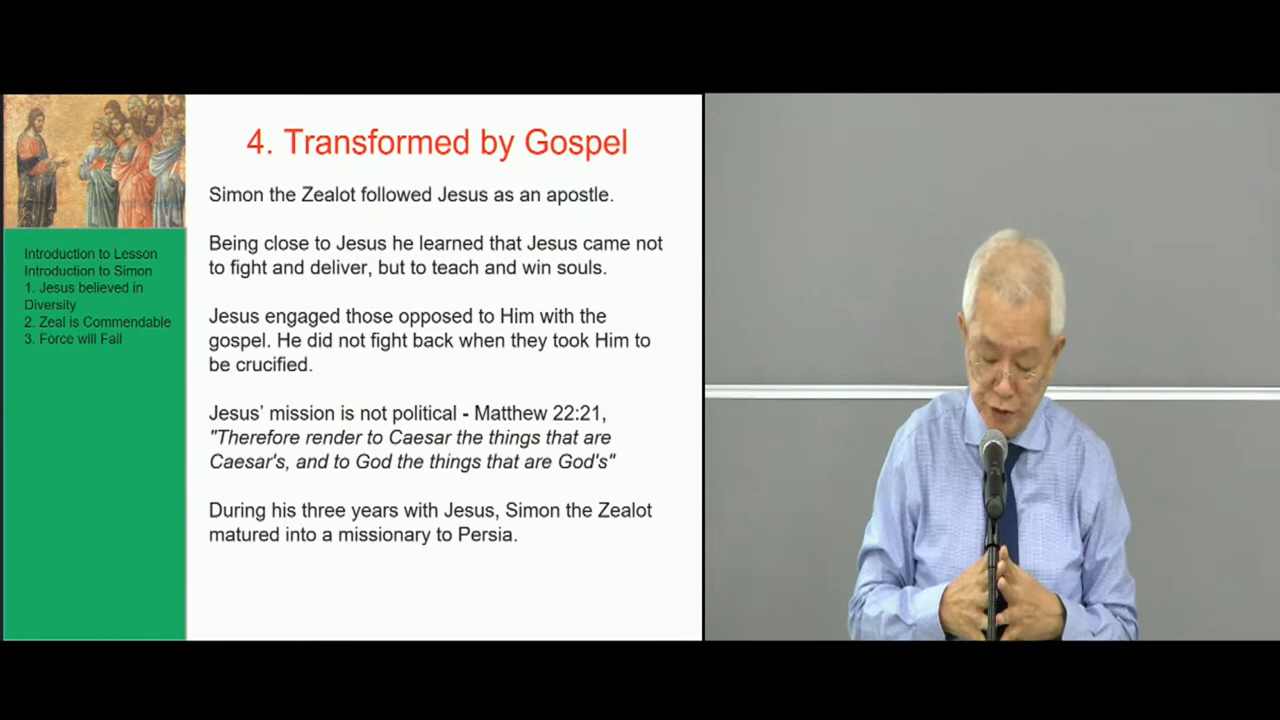 4. Transformed by Gospel
Simon the Zealot followed Jesus as an apostle.
Being close to Jesus he learned that Jesus came not
to fight and deliver, but to teach and win souls.
Jesus engaged those opposed to Him with the
gospel. He did not fight back when they took Him to
be crucified.
Jesus' mission is not political - Matthew 22:21,
"Therefore render to Caesar the things that are
Caesar's, and to God the things that are God's"
During his three years with Jesus, Simon the Zealot
matured into a missionary to Persia.
Introduction to Lesson
Introduction to Simon
1. Jesus believed in
Diversity
2. Zeal is Commendable
3. Force will Fail